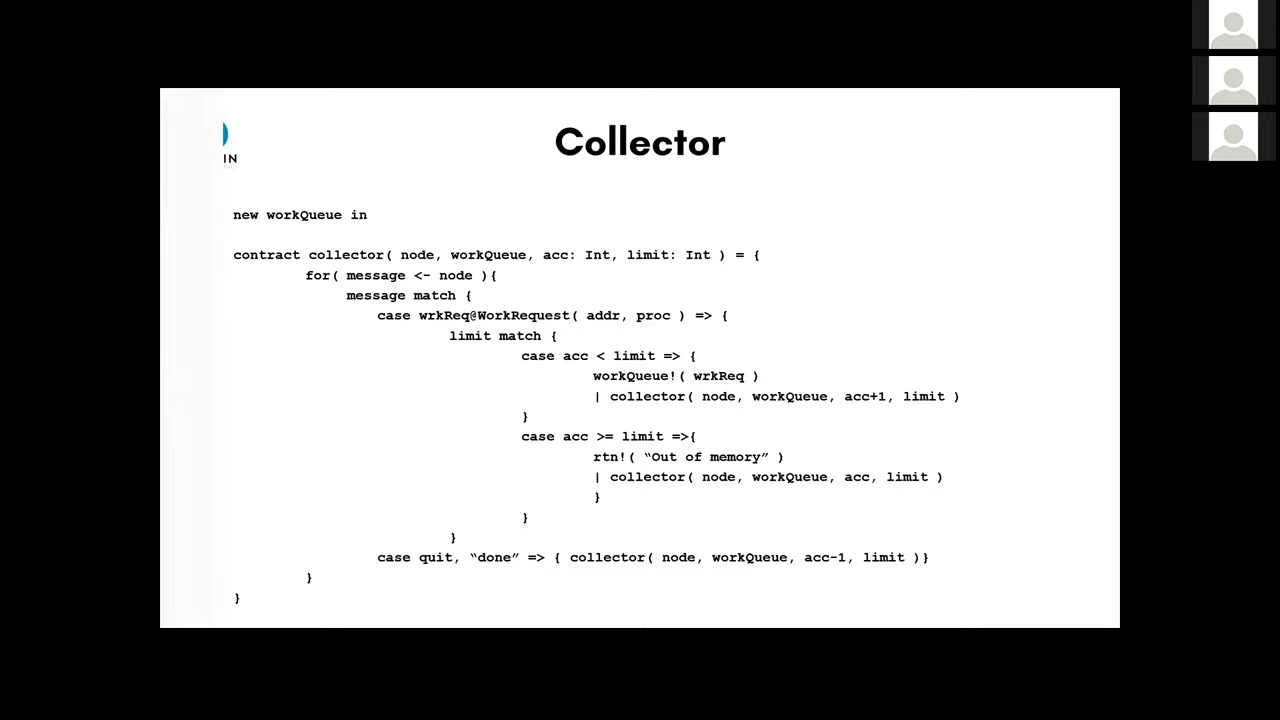 Collector
IN
new workQueue in
contract collector( node, workQueue, acc: Int, limit: Int ) = {
for( message <- node ){
message match {
case wrkReq@WorkRequest( addr, proc ) => {
limit match {
case acc < limit => {
workQueue!( wrkReq )
| collector( node, workQueue, acc+1, limit )
}
case acc >= limit =>{
rtn!( “Out of memory” )
| collector( node, workQueue, acc, limit )
}
}
}
case quit, “done” => { collector( node, workQueue, acc-1, limit )}
}
}